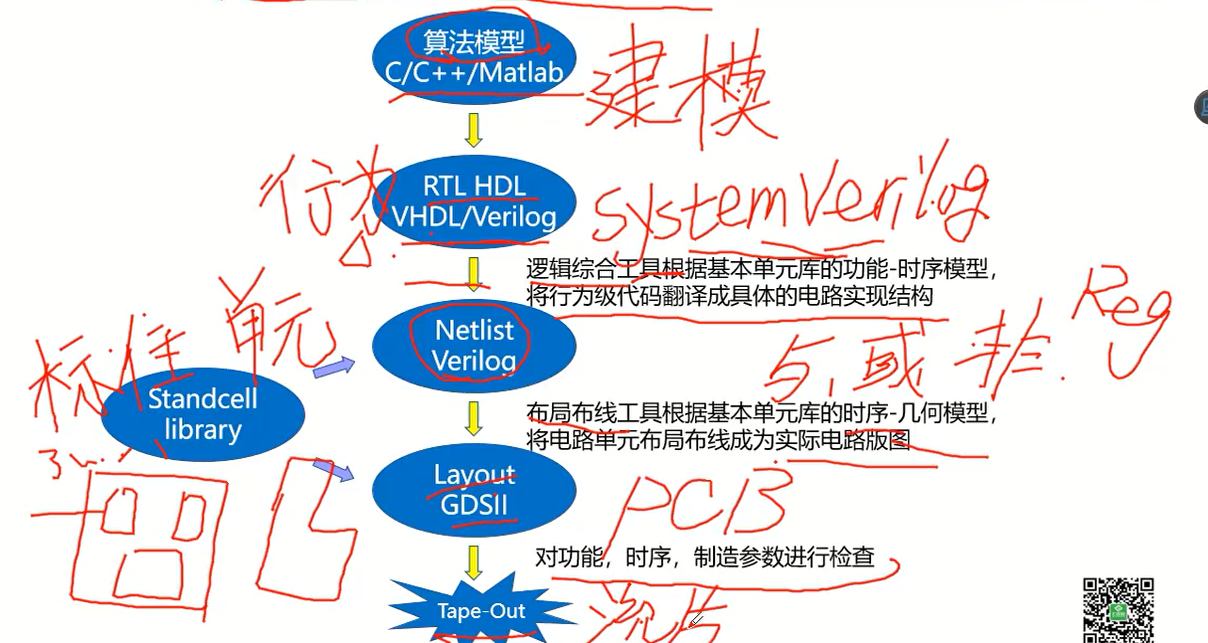 算法模型
C/C++/Matlab
建模
行为
RTL HDL
VHDL/Verilog
systemVerilog
逻辑综合工具根据基本单元库的功能-时序模型，
将行为级代码翻译成具体的电路实现结构
标准单元
Netlist
Verilog
与,或 非. Reg
Standcell
library
布局布线工具根据基本单元库的时序-几何模型，
将电路单元布局布线成为实际电路版图
Layout
GDSII
PCB
对功能，时序，制造参数进行检查
Tape-Out
流片